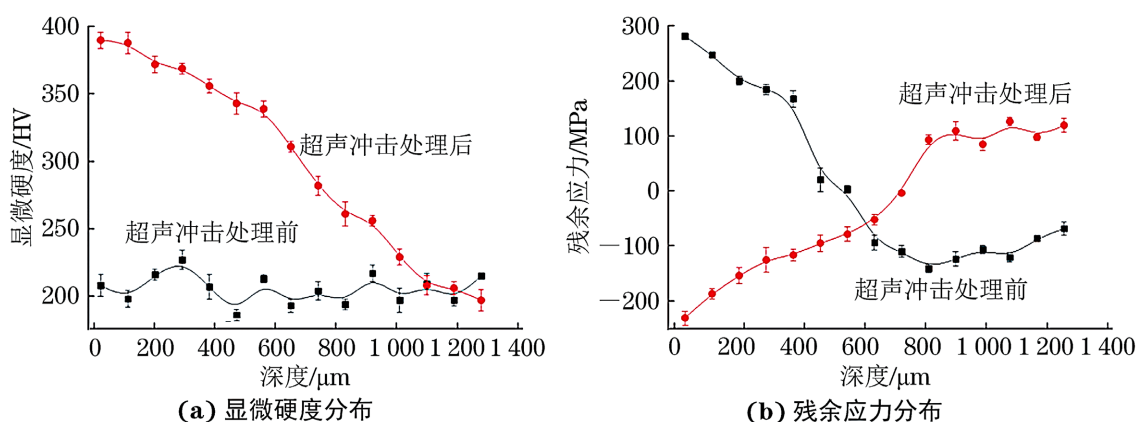 400
350
300
250
200
显微硬度/HV
超声冲击处理后
超声冲击处理前
0 200 400 600 800 1 000 1 200 1 400
深度/μm
(a) 显微硬度分布
300
200
100
0
—100
—200
残余应力/MPa
超声冲击处理后
超声冲击处理前
0 200 400 600 800 1 000 1 200 1 400
深度/μm
(b) 残余应力分布